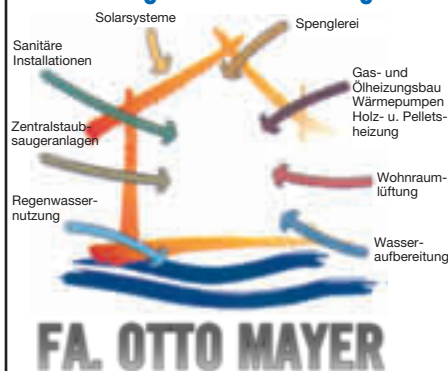 Solarsysteme
Spenglerei
Sanitäre
Installationen
Gas- und
Ölheizungsbau
Wärmepumpen
Holz- u. Pellets-
heizung
Zentralstaub-
saugeranlagen
Wohnraum-
lüftung
Regenwasser-
nutzung
Wasser-
aufbereitung
FA. OTTO MAYER